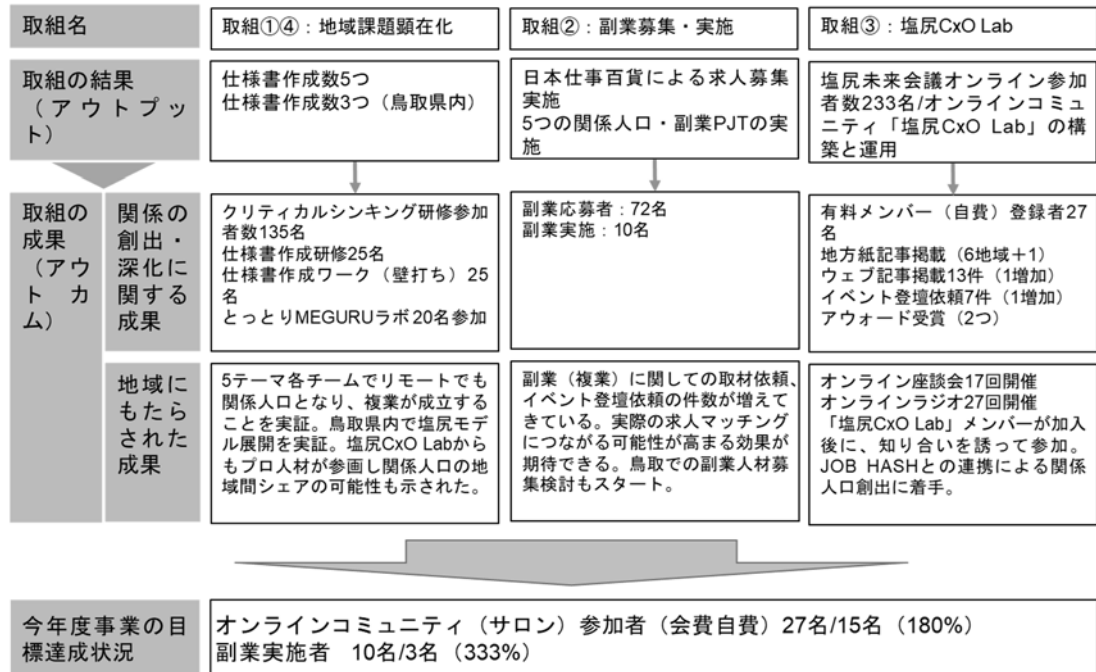 取組名
取組①④：地域課題顕在化
取組②：副業募集・実施
取組③：塩尻CxO Lab
取組の結果
（アウトプッ
ト）
仕様書作成数5つ
仕様書作成数3つ（鳥取県内）
日本仕事百貨による求人募集
実施
5つの関係人口・副業PJTの実
施
塩尻未来会議オンライン参加
者数233名/オンラインコミュ
ニティ「塩尻CxO Lab」の構
築と運用
取組の
成果
（アウ
トカ
ム）
関係の
創出・
深化に
関する
成果
クリティカルシンキング研修参加
者数135名
仕様書作成研修25名
仕様書作成ワーク（壁打ち）25
名
とっとりMEGURUラボ20名参加
副業応募者：72名
副業実施：10名
有料メンバー（自費）登録者27
名
地方紙記事掲載（6地域＋1）
ウェブ記事掲載13件（1増加）
イベント登壇依頼7件（1増加）
アウォード受賞（2つ）
地域に
もたら
された
成果
5テーマ各チームでリモートでも
関係人口となり、複業が成立するこ
とを実証。鳥取県内で塩尻モ
デル展開を実証。塩尻CxO Labから
もプロ人材が参画し関係人口の地
域間シェアの可能性も示された。
副業（複業）に関しての取材依頼、
イベント登壇依頼の件数が増えて
きている。実際の求人マッチング
につながる可能性が高まる効果が
期待できる。鳥取での副業人材募
集検討もスタート。
オンライン座談会17回開催
オンラインラジオ27回開催
「塩尻CxO Lab」メンバーが加入
後に、知り合いを誘って参加。
JOB HASHとの連携による関係
人口創出に着手。
今年度事業の目
標達成状況
オンラインコミュニティ（サロン）参加者（会費自費）27名/15名（180%）
副業実施者 10名/3名（333%）